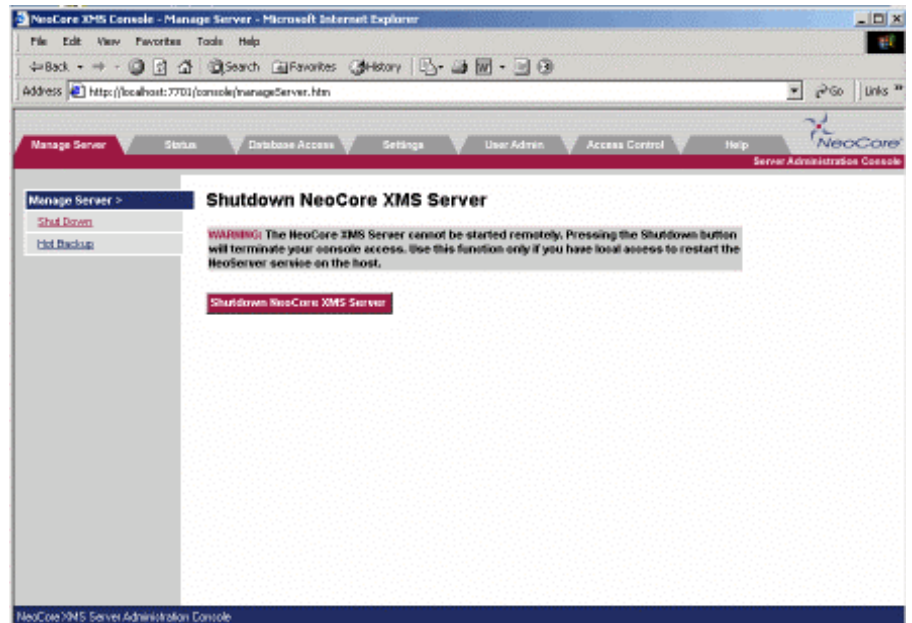 NeoCore XMS Console - Manage Server - Microsoft Internet Explorer
File Edit View Favorites Tools Help
Back Search Favorites History
Address http://localhost:7701/console/manageServer.htm Go Links »
Manage Server Status Database Access Settings User Admin Access Control Help NeoCore
Server Administration Console
Manage Server >
Shut Down
Hot Backup
Shutdown NeoCore XMS Server
WARNING: The NeoCore XMS Server cannot be started remotely. Pressing the Shutdown button
will terminate your console access. Use this function only if you have local access to restart the
NeoServer service on the host.
Shutdown NeoCore XMS Server
NeoCore XMS Server Administration Console